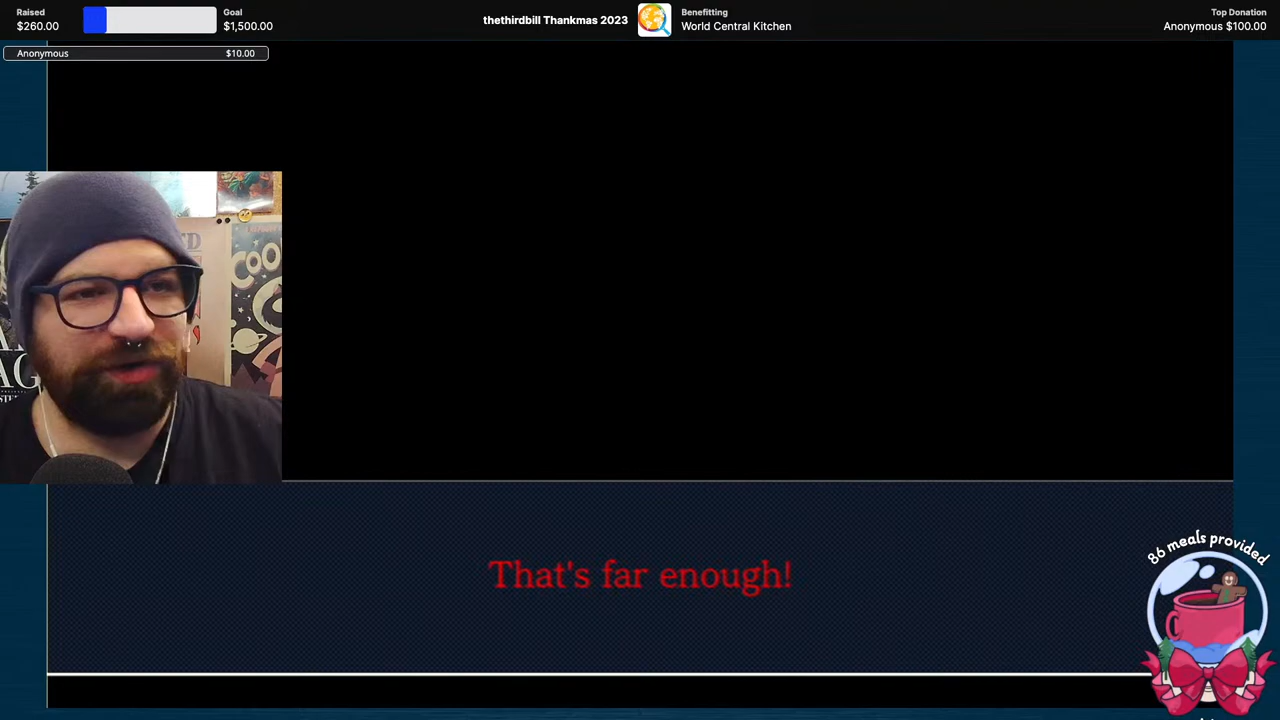 Raised
$260.00
Goal
$1,500.00
thethirdbill Thankmas 2023
Benefitting
World Central Kitchen
Top Donation
Anonymous $100.00
Anonymous $10.00
COO
That's far enough!
86 meals provided